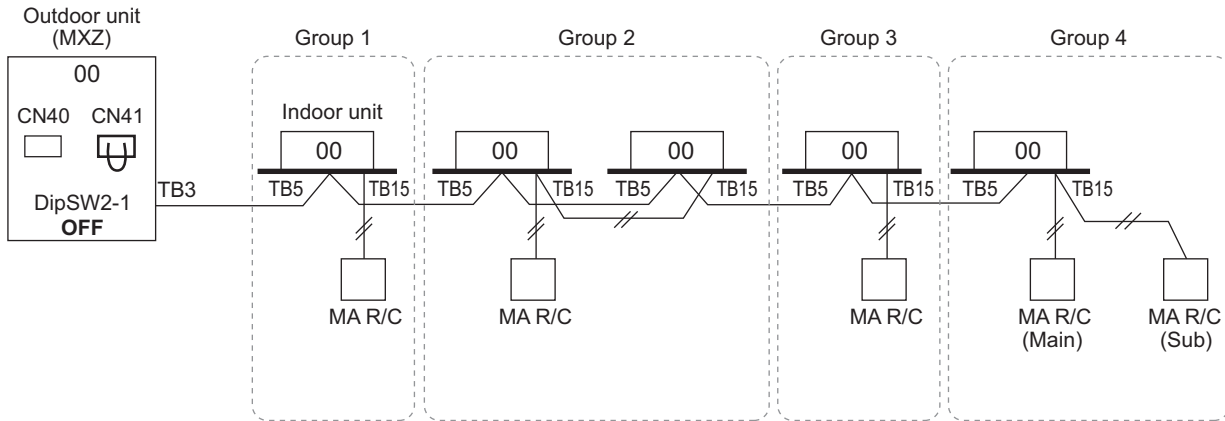 Outdoor unit
(MXZ)
Group 1
Group 2
Group 3
Group 4
00
CN40 CN41
Indoor unit
00
00
00
00
00
TB3
TB5 TB15
TB5 TB15
TB5 TB15
TB5 TB15
TB5 TB15
DipSW2-1
OFF
MA R/C
MA R/C
MA R/C
MA R/C
(Main)
MA R/C
(Sub)